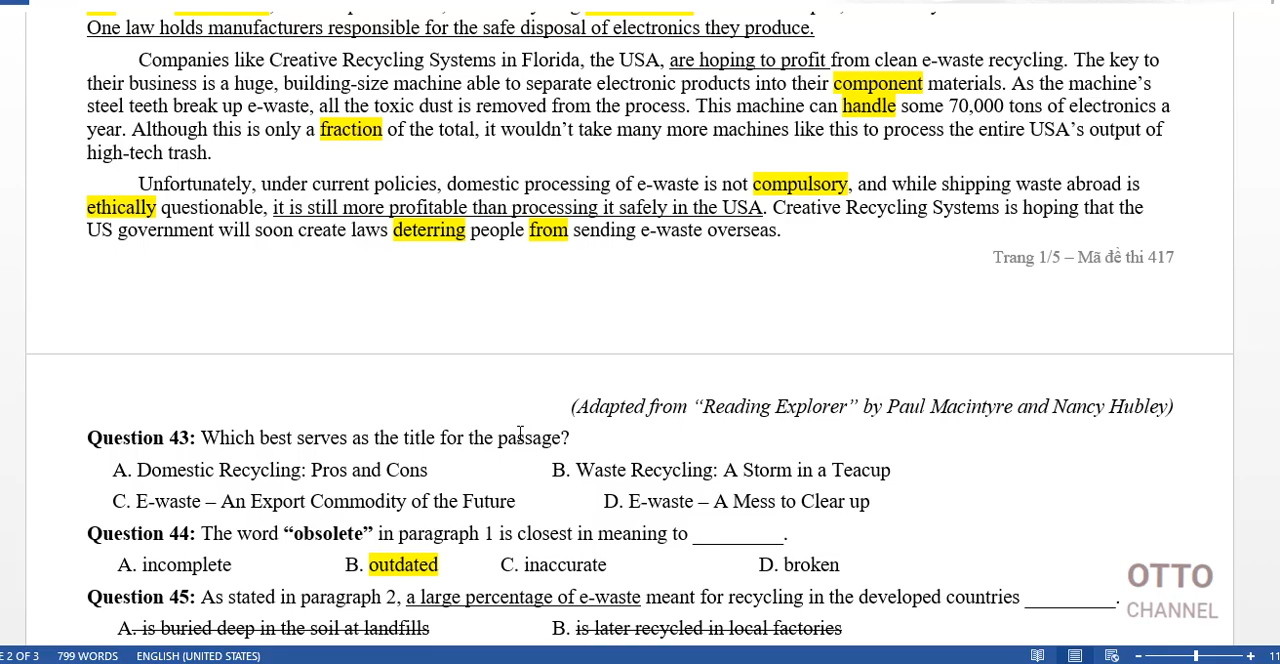 One law holds manufacturers responsible for the safe disposal of electronics they produce.
Companies like Creative Recycling Systems in Florida, the USA, are hoping to profit from clean e-waste recycling. The key to
their business is a huge, building-size machine able to separate electronic products into their component materials. As the machine's
steel teeth break up e-waste, all the toxic dust is removed from the process. This machine can handle some 70,000 tons of electronics a
year. Although this is only a fraction of the total, it wouldn't take many more machines like this to process the entire USA's output of
high-tech trash.
Unfortunately, under current policies, domestic processing of e-waste is not compulsory, and while shipping waste abroad is
ethically questionable, it is still more profitable than processing it safely in the USA. Creative Recycling Systems is hoping that the
US government will soon create laws deterring people from sending e-waste overseas.
Trang 1/5 – Mã đề thi 417
(Adapted from "Reading Explorer" by Paul Macintyre and Nancy Hubley)
Question 43: Which best serves as the title for the passage?
A. Domestic Recycling: Pros and Cons B. Waste Recycling: A Storm in a Teacup
C. E-waste – An Export Commodity of the Future D. E-waste – A Mess to Clear up
Question 44: The word "obsolete" in paragraph 1 is closest in meaning to _________.
A. incomplete B. outdated C. inaccurate D. broken
Question 45: As stated in paragraph 2, a large percentage of e-waste meant for recycling in the developed countries _________.
A. is buried deep in the soil at landfills B. is later recycled in local factories
OTTO
CHANNEL
E 2 OF 3 799 WORDS ENGLISH (UNITED STATES) 11